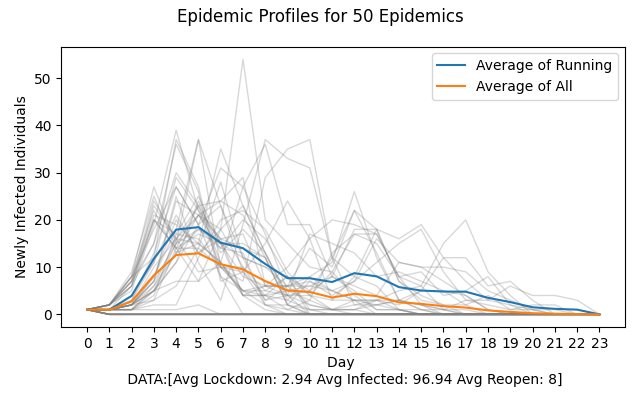 Epidemic Profiles for 50 Epidemics
Average of Running
Average of All
Newly Infected Individuals
50
40
30
20
10
0
0 1 2 3 4 5 6 7 8 9 10 11 12 13 14 15 16 17 18 19 20 21 22 23
Day
DATA:[Avg Lockdown: 2.94 Avg Infected: 96.94 Avg Reopen: 8]